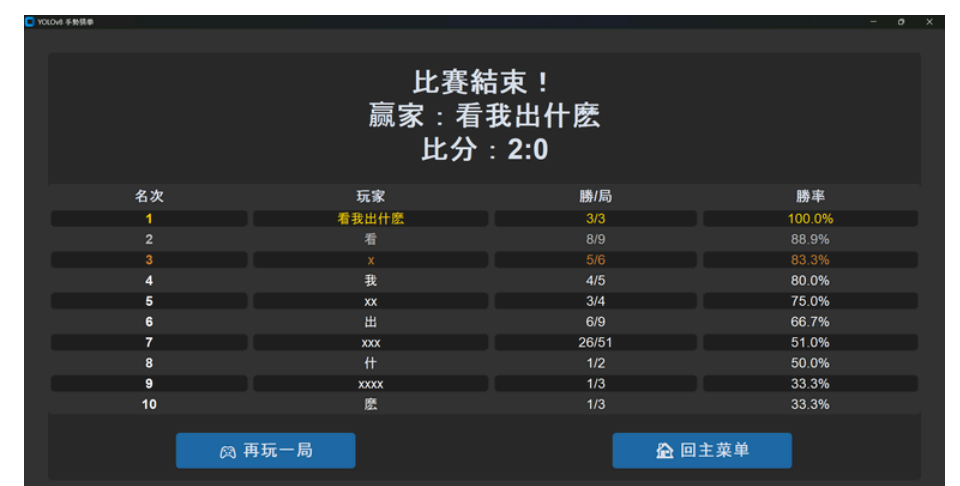 YOLOv8 手勢猜拳
比賽結束！
贏家：看我出什麽
比分：2:0
名次 玩家 勝/局 勝率
1 看我出什麽 3/3 100.0%
2 看 8/9 88.9%
3 x 5/6 83.3%
4 我 4/5 80.0%
5 xx 3/4 75.0%
6 出 6/9 66.7%
7 xxx 26/51 51.0%
8 什 1/2 50.0%
9 xxxx 1/3 33.3%
10 麽 1/3 33.3%
再玩一局 回主菜单